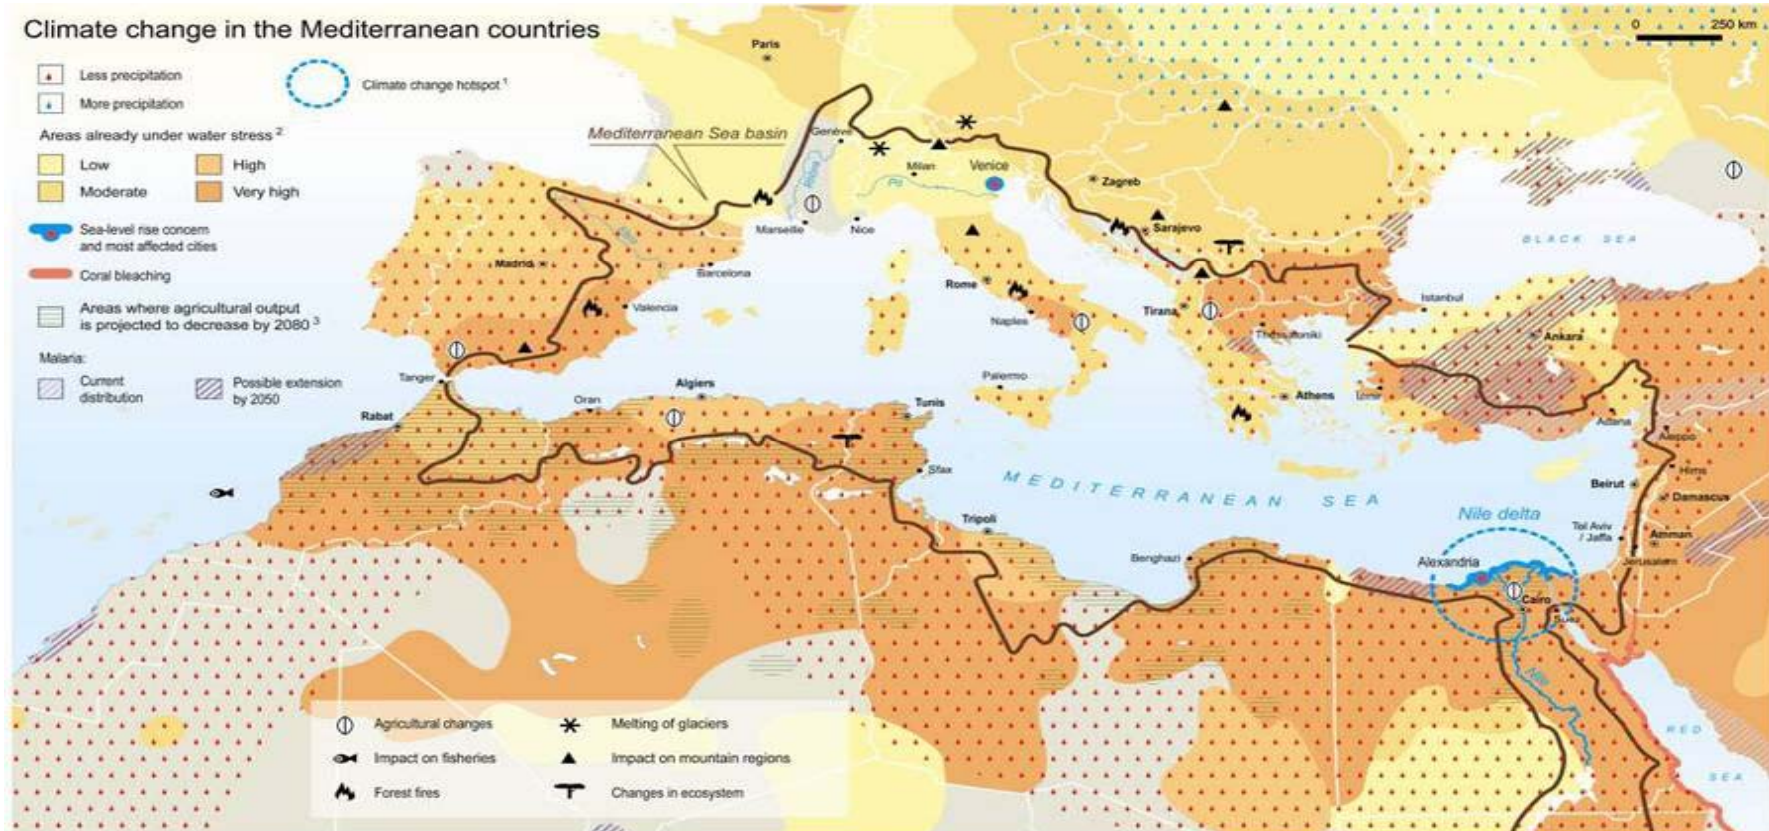 Climate change in the Mediterranean countries
Less precipitation
More precipitation
Climate change hotspot 1
Areas already under water stress 2
Low
High
Moderate
Very high
Sea-level rise concern
and most affected cities
Coral bleaching
Areas where agricultural output
is projected to decrease by 2080 3
Malaria:
Current
distribution
Possible extension
by 2050
0 250 km
Paris
Mediterranean Sea basin
Genève
Rhône
Milan
Venice
Po
Zagreb
Marseille
Nice
Sarajevo
BLACK SEA
Madrid
Barcelona
Valencia
Rome
Naples
Tirana
Thessaloniki
Istanbul
Ankara
Tanger
Rabat
Oran
Algiers
Tunis
Palermo
Athens
Izmir
Adana
Aleppo
Sfax
MEDITERRANEAN SEA
Hims
Beirut
Damascus
Tripoli
Benghazi
Nile delta
Tel Aviv
/ Jaffa
Amman
Alexandria
Jerusalem
Cairo
Suez
Nile
RED
SEA
Agricultural changes
Melting of glaciers
Impact on fisheries
Impact on mountain regions
Forest fires
Changes in ecosystem